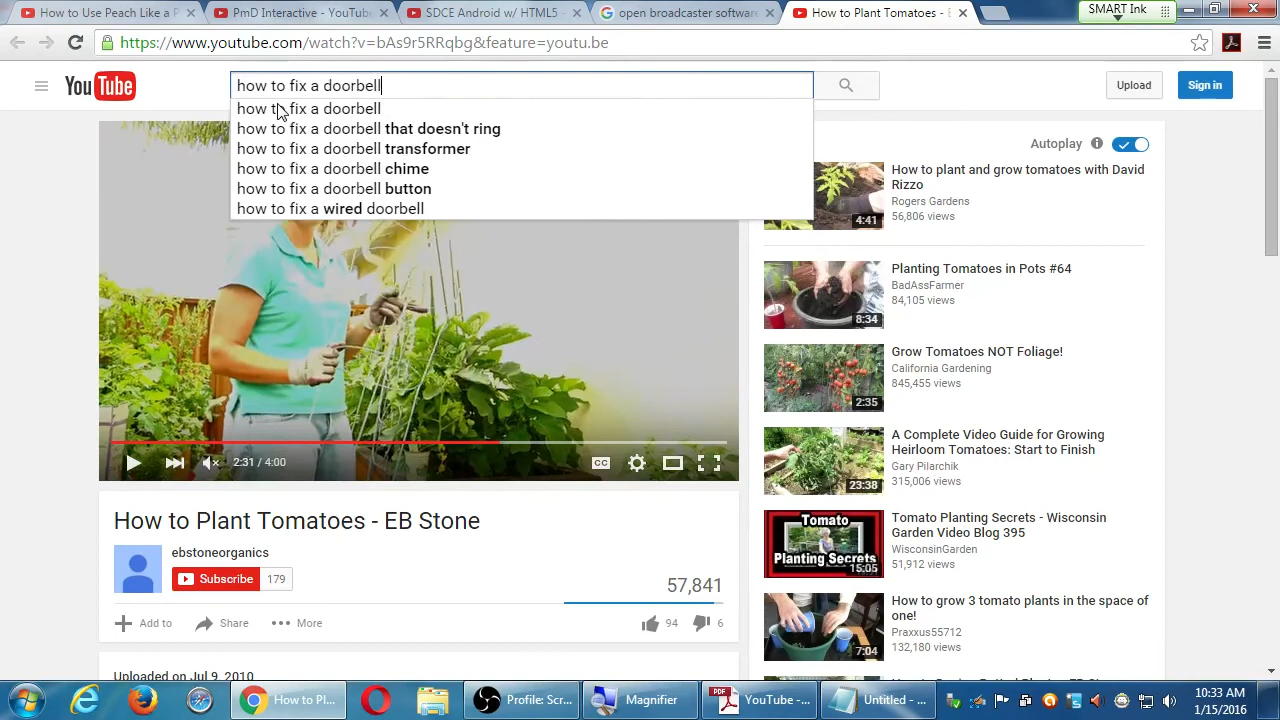 How to Use Peach Like a P
PmD Interactive - YouTube
SDCE Android w/ HTML5 -
open broadcaster software
How to Plant Tomatoes - E
SMART Ink
https://www.youtube.com/watch?v=bAs9r5RRqbg&feature=youtu.be
YouTube
how to fix a doorbell
Upload
Sign in
how to fix a doorbell
how to fix a doorbell that doesn't ring
how to fix a doorbell transformer
how to fix a doorbell chime
how to fix a doorbell button
how to fix a wired doorbell
Autoplay
How to plant and grow tomatoes with David
Rizzo
Rogers Gardens
56,806 views
4:41
Planting Tomatoes in Pots #64
BadAssFarmer
84,105 views
8:34
Grow Tomatoes NOT Foliage!
California Gardening
845,455 views
2:35
A Complete Video Guide for Growing
Heirloom Tomatoes: Start to Finish
Gary Pilarchik
315,006 views
23:38
Tomato Planting Secrets - Wisconsin
Garden Video Blog 395
WisconsinGarden
51,912 views
Tomato
Planting Secrets
15:05
How to grow 3 tomato plants in the space of
one!
Praxxus55712
132,180 views
7:04
2:31 / 4:00
CC
How to Plant Tomatoes - EB Stone
ebstoneorganics
Subscribe
179
57,841
Add to
Share
More
94
6
Uploaded on Jul 9, 2010
How to Pl...
Profile: Scr...
Magnifier
PDF
YouTube -...
Untitled - ...
10:33 AM
1/15/2016